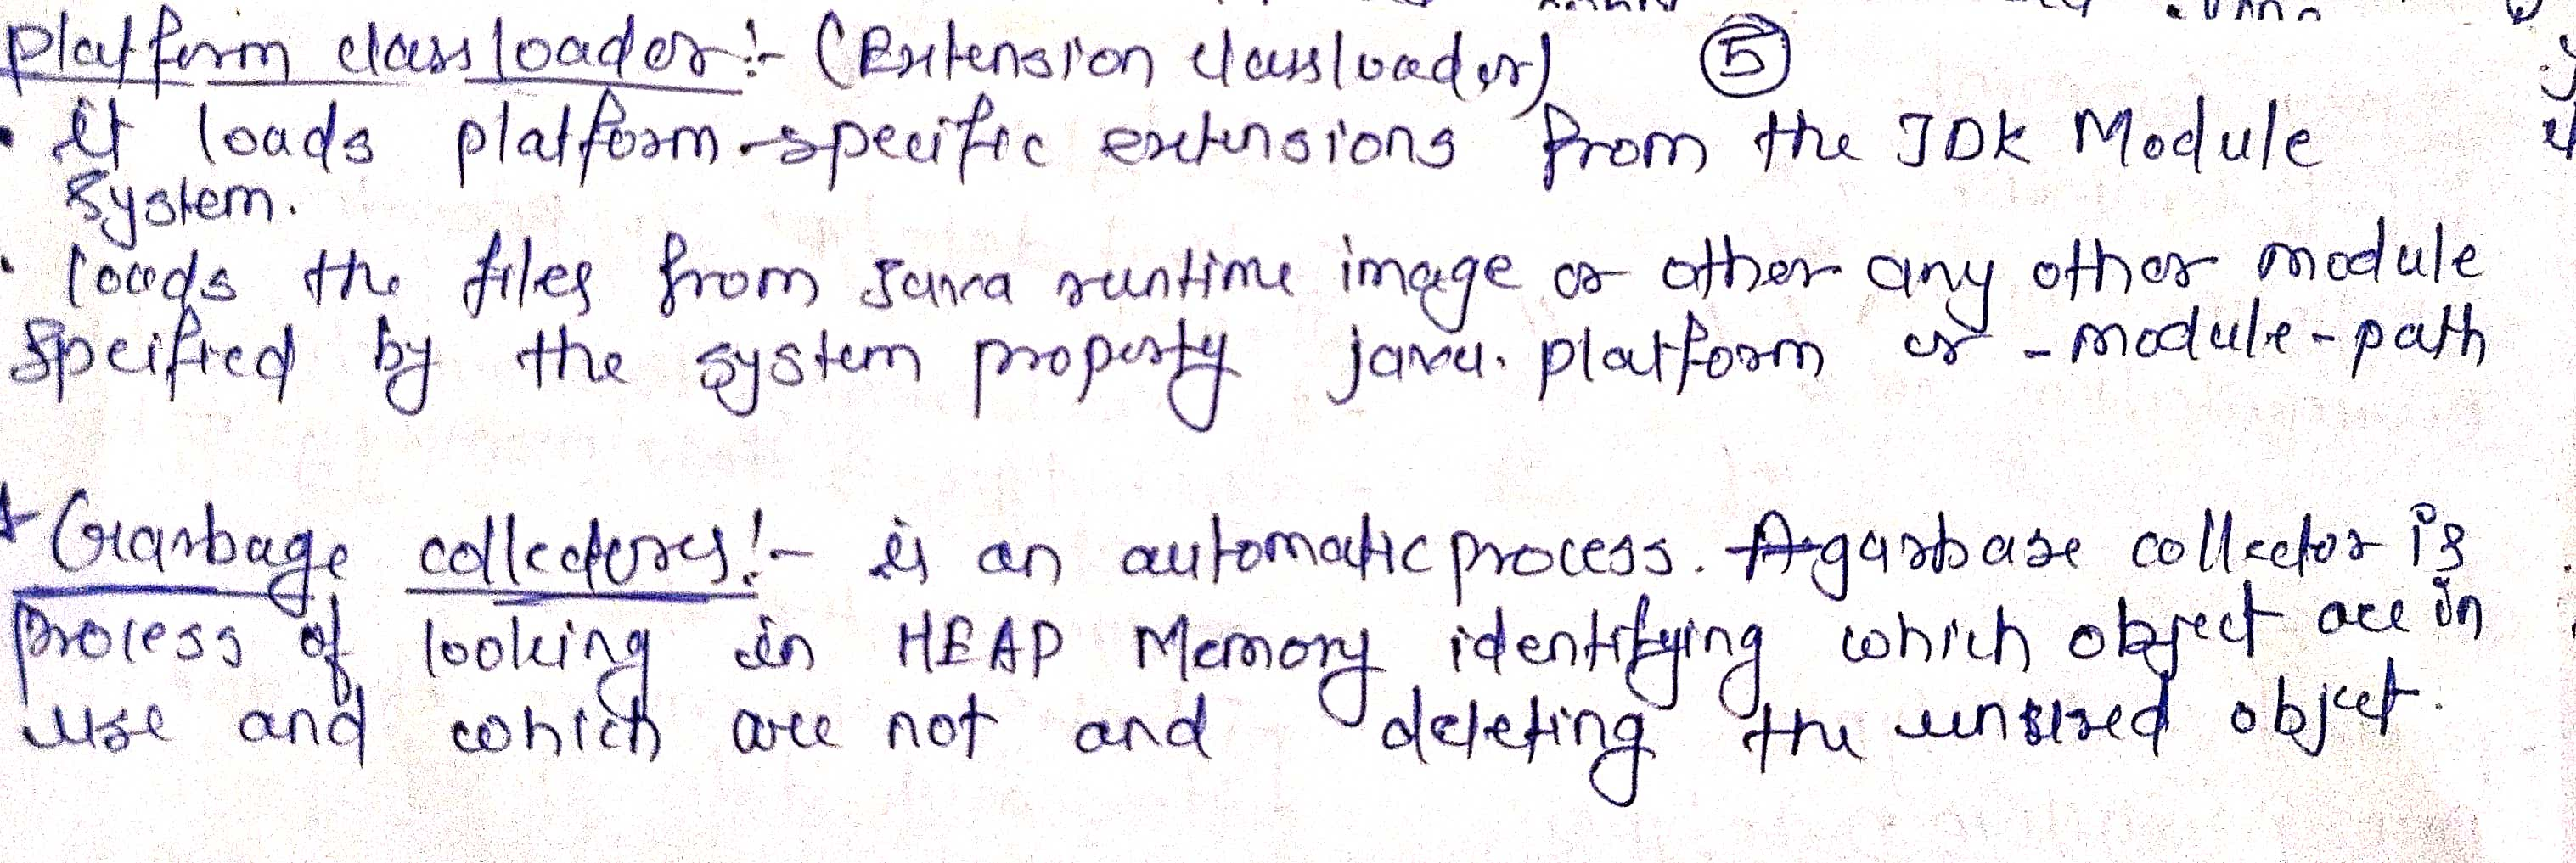 Platform classloader:- (Extension classloader) 5
• it loads platform-specific extensions from the JDK Module
system.
• loads the files from Java runtime image or other any other module
Speified by the system property java.platform or -module-path
Garbage collectors!- is an automatic process. A garbase collector is
process of looking in HEAP Memory identifying which object are in
use and which are not and deleting the unused objcet.